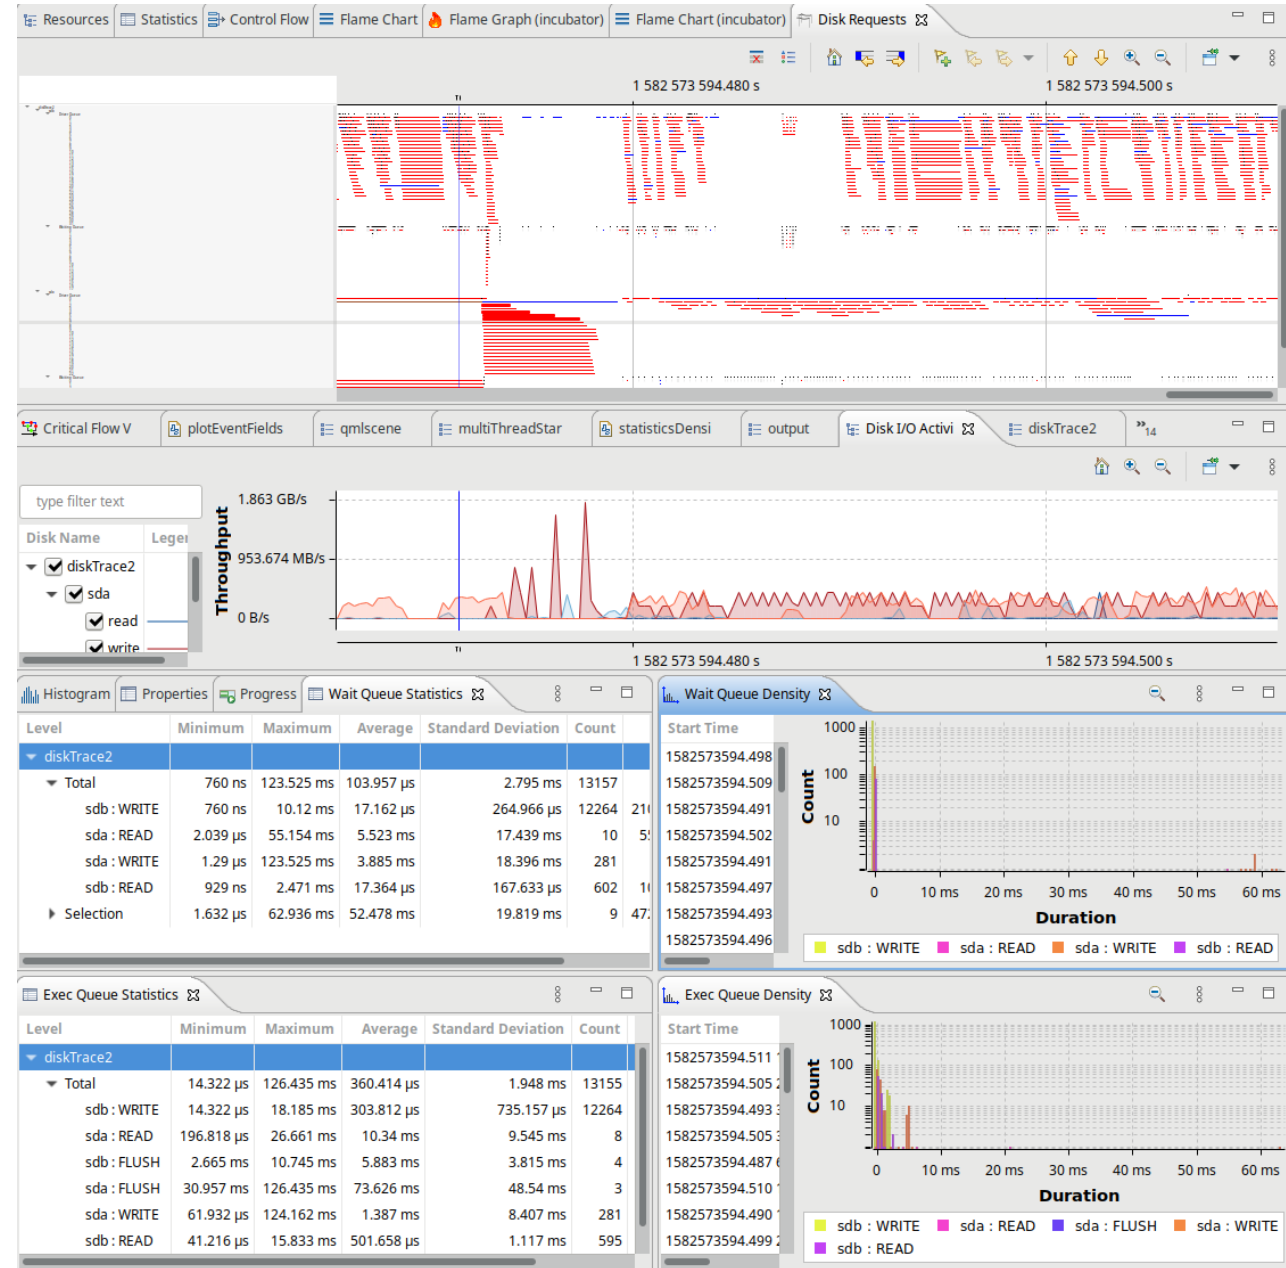 Resources Statistics Control Flow Flame Chart Flame Graph (incubator) Flame Chart (incubator) Disk Requests
1 582 573 594.480 s 1 582 573 594.500 s
Critical Flow V plotEventFields qmlscene multiThreadStar statisticsDensi output Disk I/O Activi diskTrace2 »14
type filter text
Disk Name Leger
diskTrace2
sda
read
write
Throughput
1.863 GB/s
953.674 MB/s
0 B/s
1 582 573 594.480 s 1 582 573 594.500 s
Histogram Properties Progress Wait Queue Statistics
Level Minimum Maximum Average Standard Deviation Count
diskTrace2
Total 760 ns 123.525 ms 103.957 µs 2.795 ms 13157
sdb : WRITE 760 ns 10.12 ms 17.162 µs 264.966 µs 12264 210
sda : READ 2.039 µs 55.154 ms 5.523 ms 17.439 ms 10 5
sda : WRITE 1.29 µs 123.525 ms 3.885 ms 18.396 ms 281
sdb : READ 929 ns 2.471 ms 17.364 µs 167.633 µs 602 10
Selection 1.632 µs 62.936 ms 52.478 ms 19.819 ms 9 47
Wait Queue Density
Start Time
1582573594.498
1582573594.509
1582573594.491
1582573594.502
1582573594.491
1582573594.497
1582573594.493
1582573594.496
Count
1000
100
10
0 10 ms 20 ms 30 ms 40 ms 50 ms 60 ms
Duration
sdb : WRITE sda : READ sda : WRITE sdb : READ
Exec Queue Statistics
Level Minimum Maximum Average Standard Deviation Count
diskTrace2
Total 14.322 µs 126.435 ms 360.414 µs 1.948 ms 13155
sdb : WRITE 14.322 µs 18.185 ms 303.812 µs 735.157 µs 12264
sda : READ 196.818 µs 26.661 ms 10.34 ms 9.545 ms 8
sdb : FLUSH 2.665 ms 10.745 ms 5.883 ms 3.815 ms 4
sda : FLUSH 30.957 ms 126.435 ms 73.626 ms 48.54 ms 3
sda : WRITE 61.932 µs 124.162 ms 1.387 ms 8.407 ms 281
sdb : READ 41.216 µs 15.833 ms 501.658 µs 1.117 ms 595
Exec Queue Density
Start Time
1582573594.511 1
1582573594.505 2
1582573594.493 3
1582573594.505 3
1582573594.487 6
1582573594.510 1
1582573594.490 1
1582573594.499 2
Count
1000
100
10
0 10 ms 20 ms 30 ms 40 ms 50 ms 60 ms
Duration
sdb : WRITE sda : READ sda : FLUSH sda : WRITE
sdb : READ